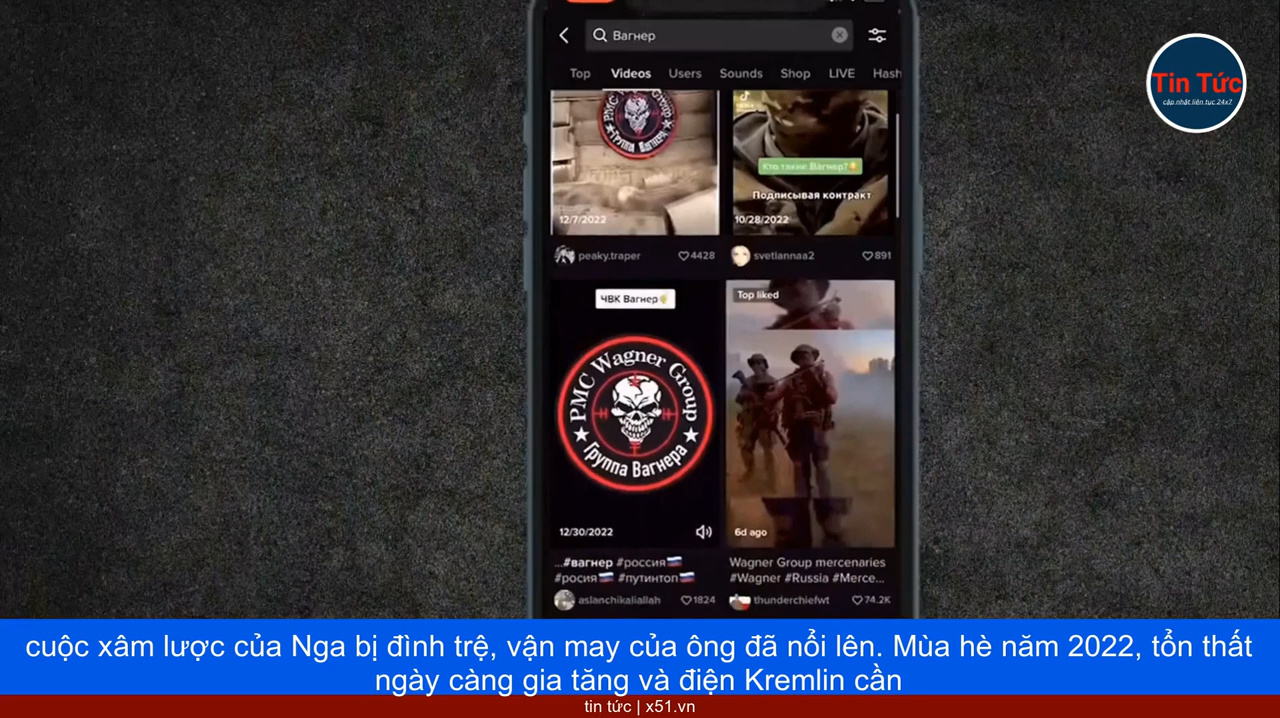 Вагнер
Top Videos Users Sounds Shop LIVE Hash
Tin Tức
cập nhật liên tục 24x7
PMC
Группа Вагнера
12/7/2022
Кто такие Вагнер?
Подписывая контракт
10/28/2022
peaky.traper 4428
svetlannaa2 891
ЧВК Вагнер
PMC Wagner Group
Группа Вагнера
12/30/2022
Top liked
6d ago
...#вагнер #россия
#росия #путинтоп
aslanchikaliallah 1824
Wagner Group mercenaries
#Wagner #Russia #Merce...
thunderchiefwt 74.2K
cuộc xâm lược của Nga bị đình trệ, vận may của ông đã nổi lên. Mùa hè năm 2022, tổn thất
ngày càng gia tăng và điện Kremlin cần
tin tức | x51.vn